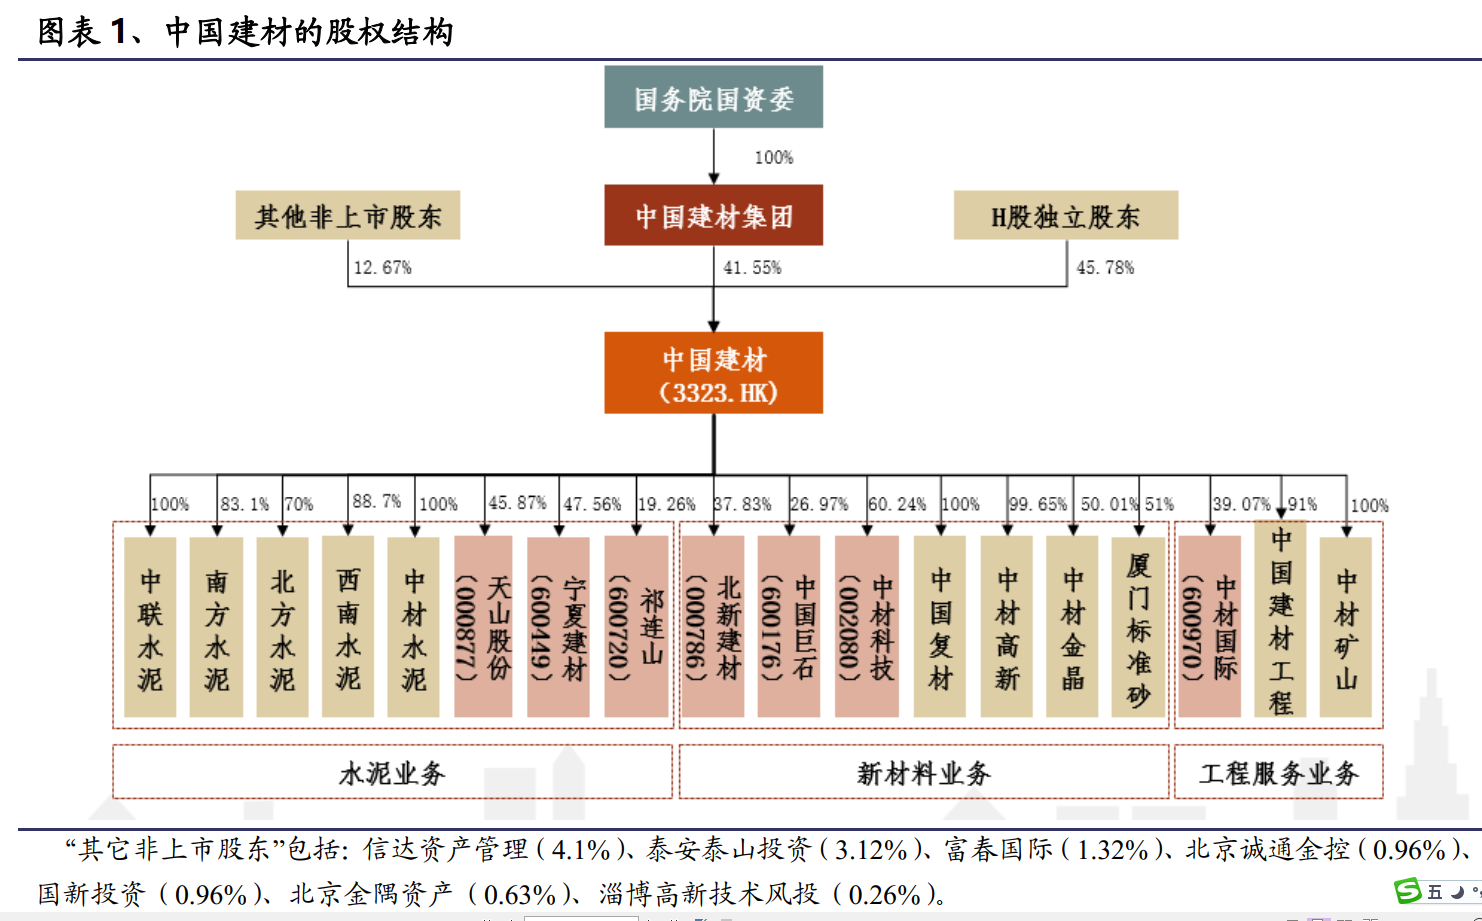 图表 1、中国建材的股权结构
国务院国资委
100%
其他非上市股东
中国建材集团
H股独立股东
12.67%
41.55%
45.78%
中国建材
(3323.HK)
100%
83.1%
70%
88.7%
100%
45.87%
47.56%
19.26%
37.83%
26.97%
60.24%
100%
99.65%
50.01%
51%
39.07%
91%
100%
中联水泥
南方水泥
北方水泥
西南水泥
中材水泥
天山股份
(000877)
宁夏建材
(600449)
祁连山
(600720)
北新建材
(000786)
中国巨石
(600176)
中材科技
(002080)
中国复材
中材高新
中材金晶
厦门标准砂
中材国际
(600970)
中国建材工程
中材矿山
水泥业务
新材料业务
工程服务业务
“其它非上市股东”包括：信达资产管理（4.1%）、泰安泰山投资（3.12%）、富春国际（1.32%）、北京诚通金控（0.96%）、
国新投资（0.96%）、北京金隅资产（0.63%）、淄博高新技术风投（0.26%）。
S 五